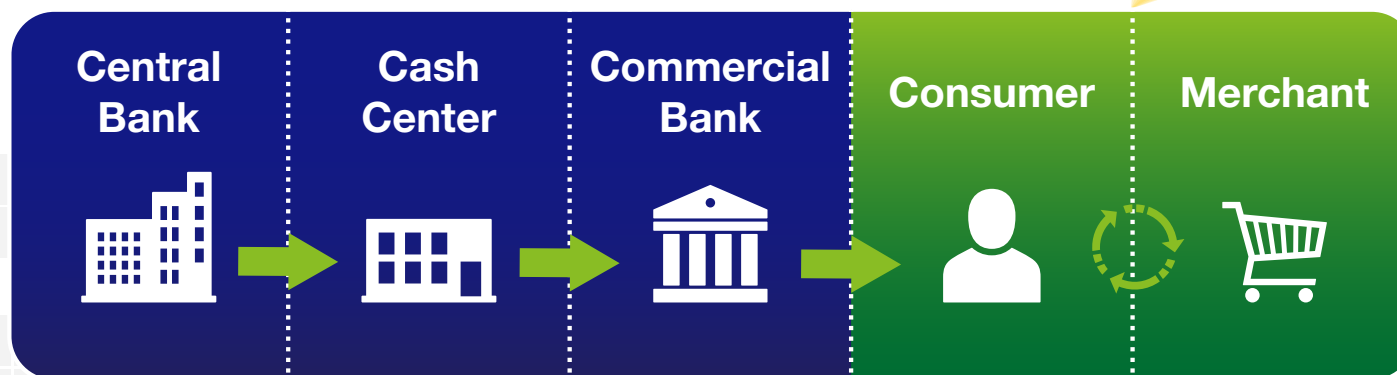 Central
Bank
Cash
Center
Commercial
Bank
Consumer
Merchant